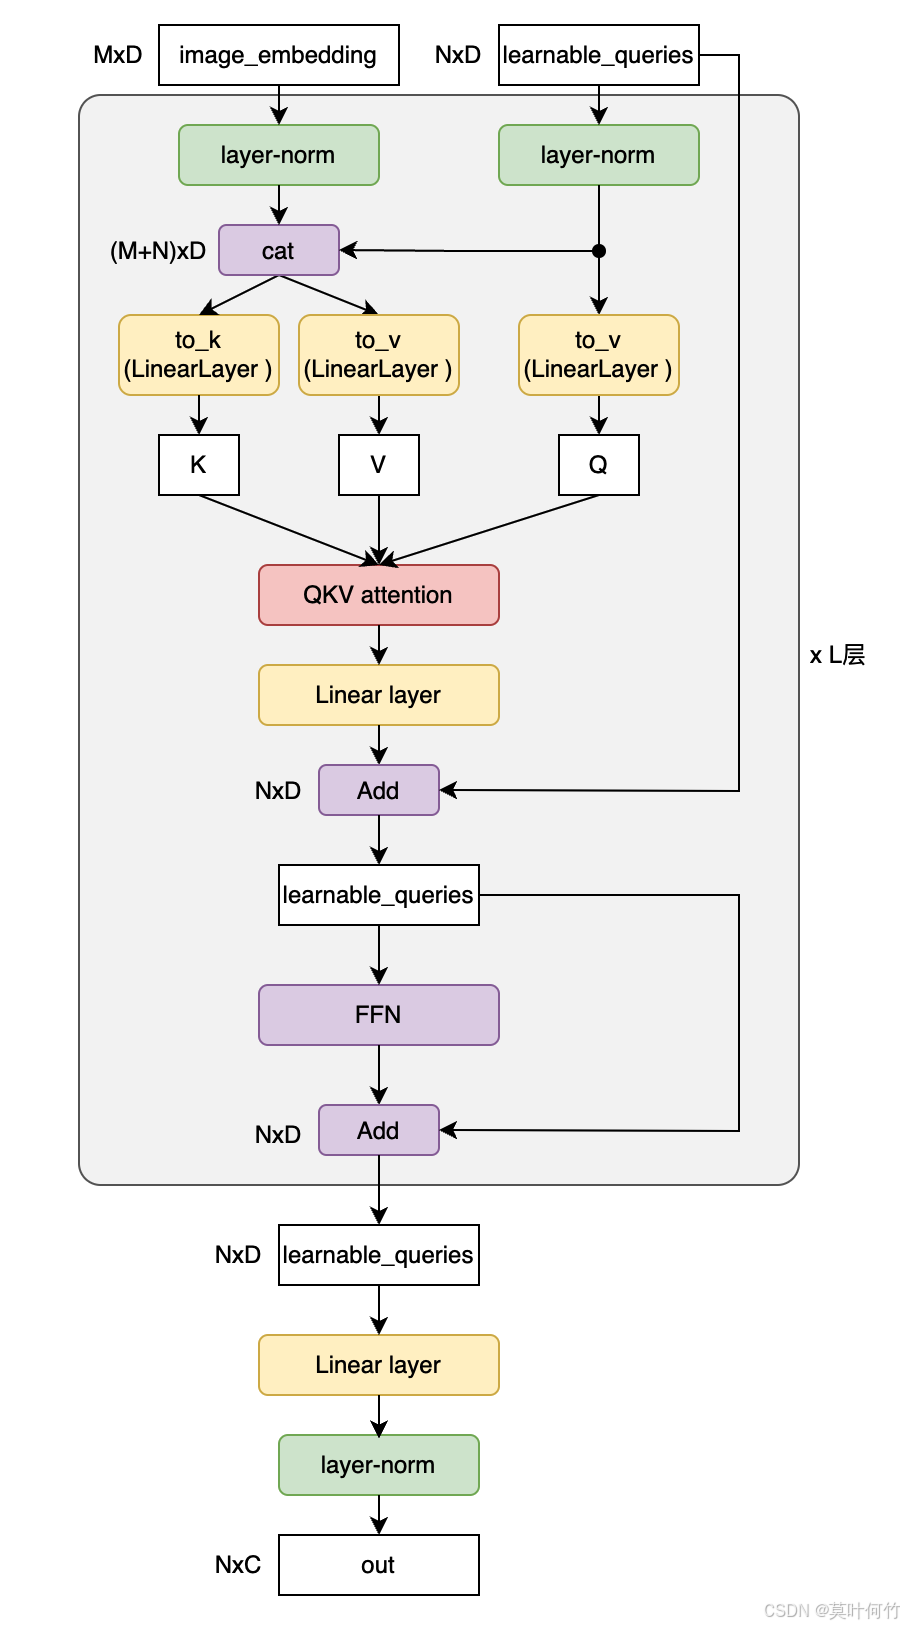 MxD
image_embedding
NxD
learnable_queries
layer-norm
layer-norm
(M+N)xD
cat
to_k
(LinearLayer )
to_v
(LinearLayer )
to_v
(LinearLayer )
K
V
Q
QKV attention
x L层
Linear layer
NxD
Add
learnable_queries
FFN
NxD
Add
NxD
learnable_queries
Linear layer
layer-norm
NxC
out
CSDN @莫叶何竹